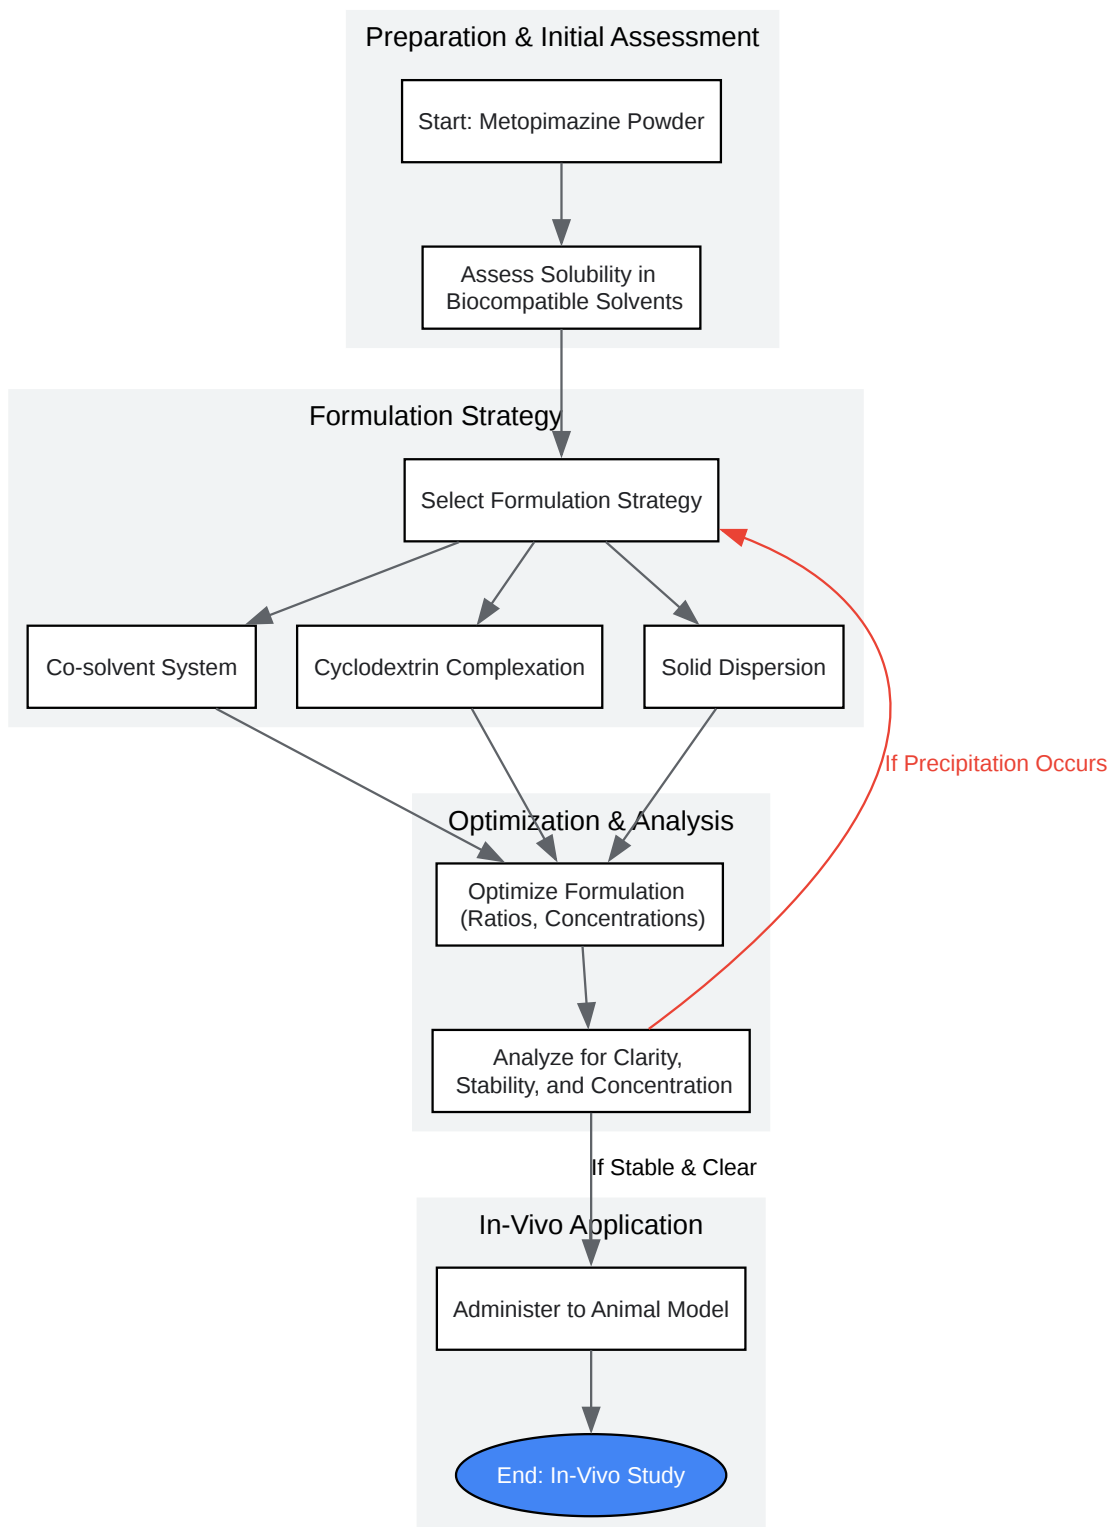 Preparation & Initial Assessment
Start: Metopimazine Powder
Assess Solubility in
Biocompatible Solvents
Formulation Strategy
Select Formulation Strategy
Co-solvent System
Cyclodextrin Complexation
Solid Dispersion
If Precipitation Occurs
Optimization & Analysis
Optimize Formulation
(Ratios, Concentrations)
Analyze for Clarity,
Stability, and Concentration
If Stable & Clear
In-Vivo Application
Administer to Animal Model
End: In-Vivo Study